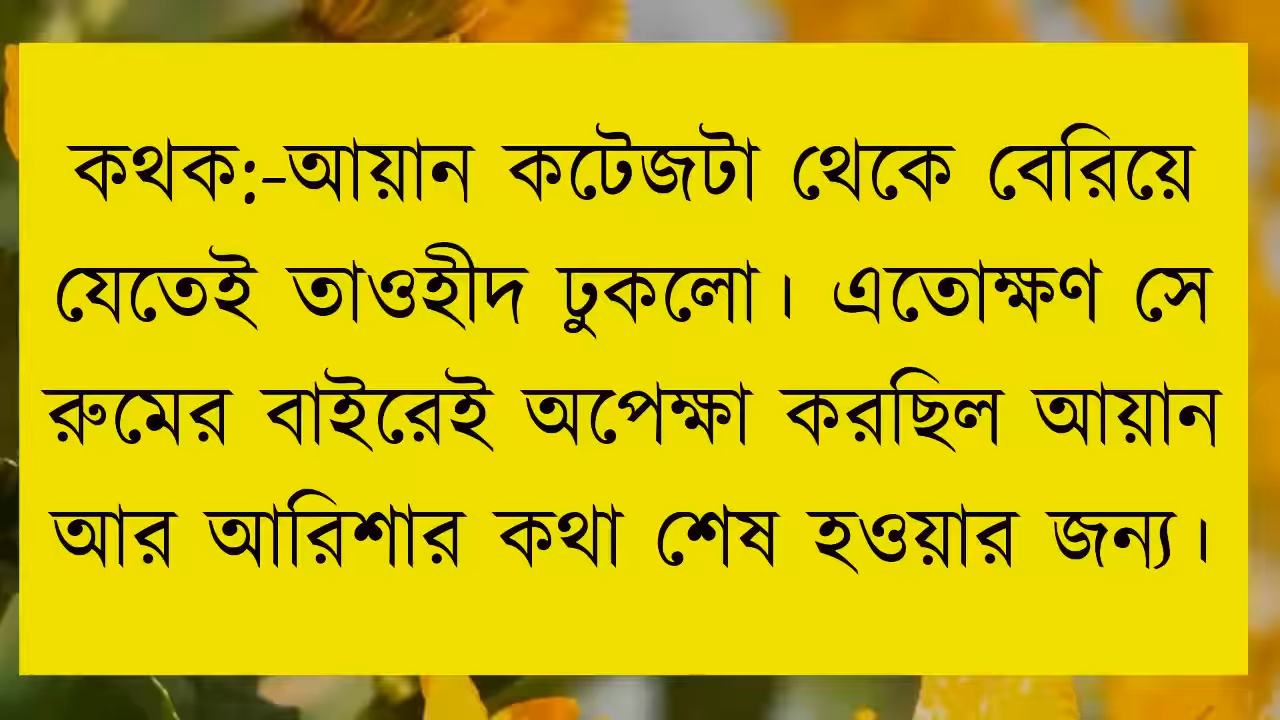 কথক:-আয়ান কটেজটা থেকে বেরিয়ে
যেতেই তাওহীদ ঢুকলো। এতোক্ষণ সে
রুমের বাইরেই অপেক্ষা করছিল আয়ান
আর আরিশার কথা শেষ হওয়ার জন্য।